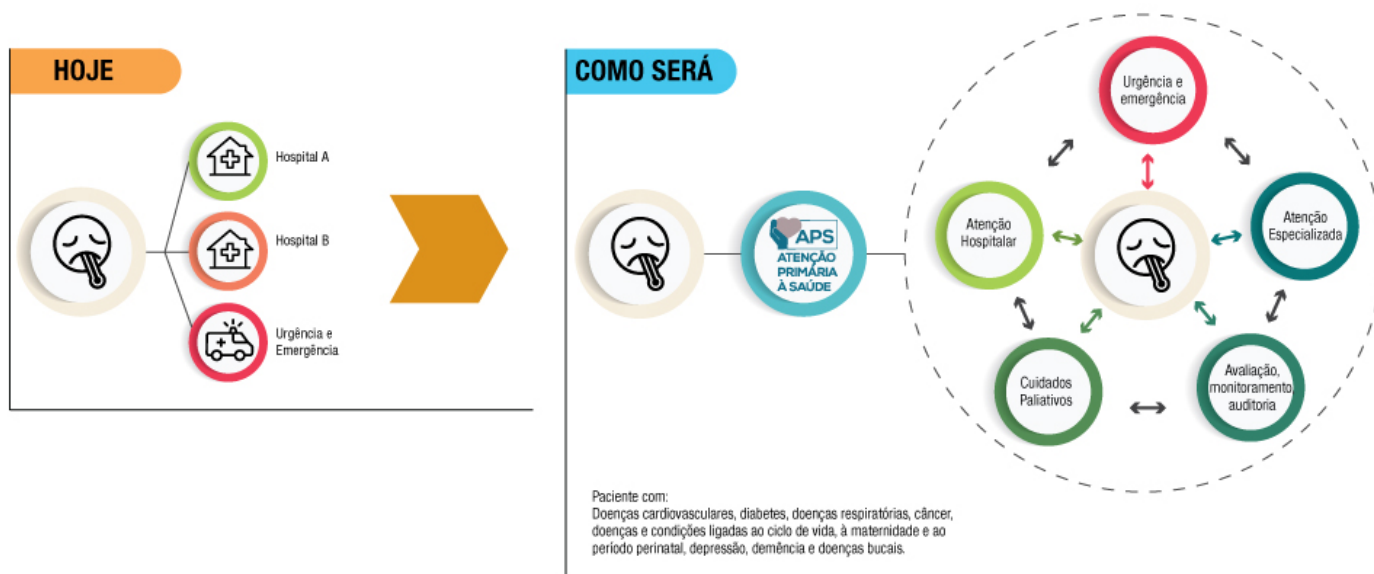 HOJE
Hospital A
Hospital B
Urgência e
Emergência
COMO SERÁ
APS
ATENÇÃO
PRIMÁRIA
À SAÚDE
Urgência e
emergência
Atenção
Hospitalar
Atenção
Especializada
Cuidados
Paliativos
Avaliação,
monitoramento,
auditoria
Paciente com:
Doenças cardiovasculares, diabetes, doenças respiratórias, câncer,
doenças e condições ligadas ao ciclo de vida, à maternidade e ao
período perinatal, depressão, demência e doenças bucais.